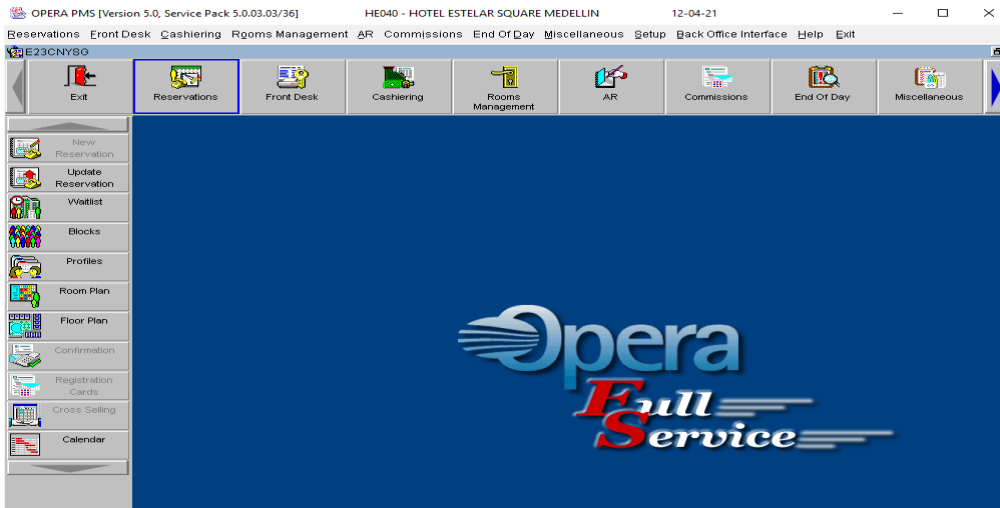 OPERA PMS [Version 5.0, Service Pack 5.0.03.03/36] HE040 - HOTEL ESTELAR SQUARE MEDELLIN 12-04-21
Reservations Front Desk Cashiering Rooms Management AR Commissions End Of Day Miscellaneous Setup Back Office Interface Help Exit
E23CNYSG
Exit
Reservations
Front Desk
Cashiering
Rooms
Management
AR
Commissions
End Of Day
Miscellaneous
New
Reservation
Update
Reservation
Waitlist
Blocks
Profiles
Room Plan
Floor Plan
Confirmation
Registration
Cards
Cross Selling
Calendar
Opera
Full
Service